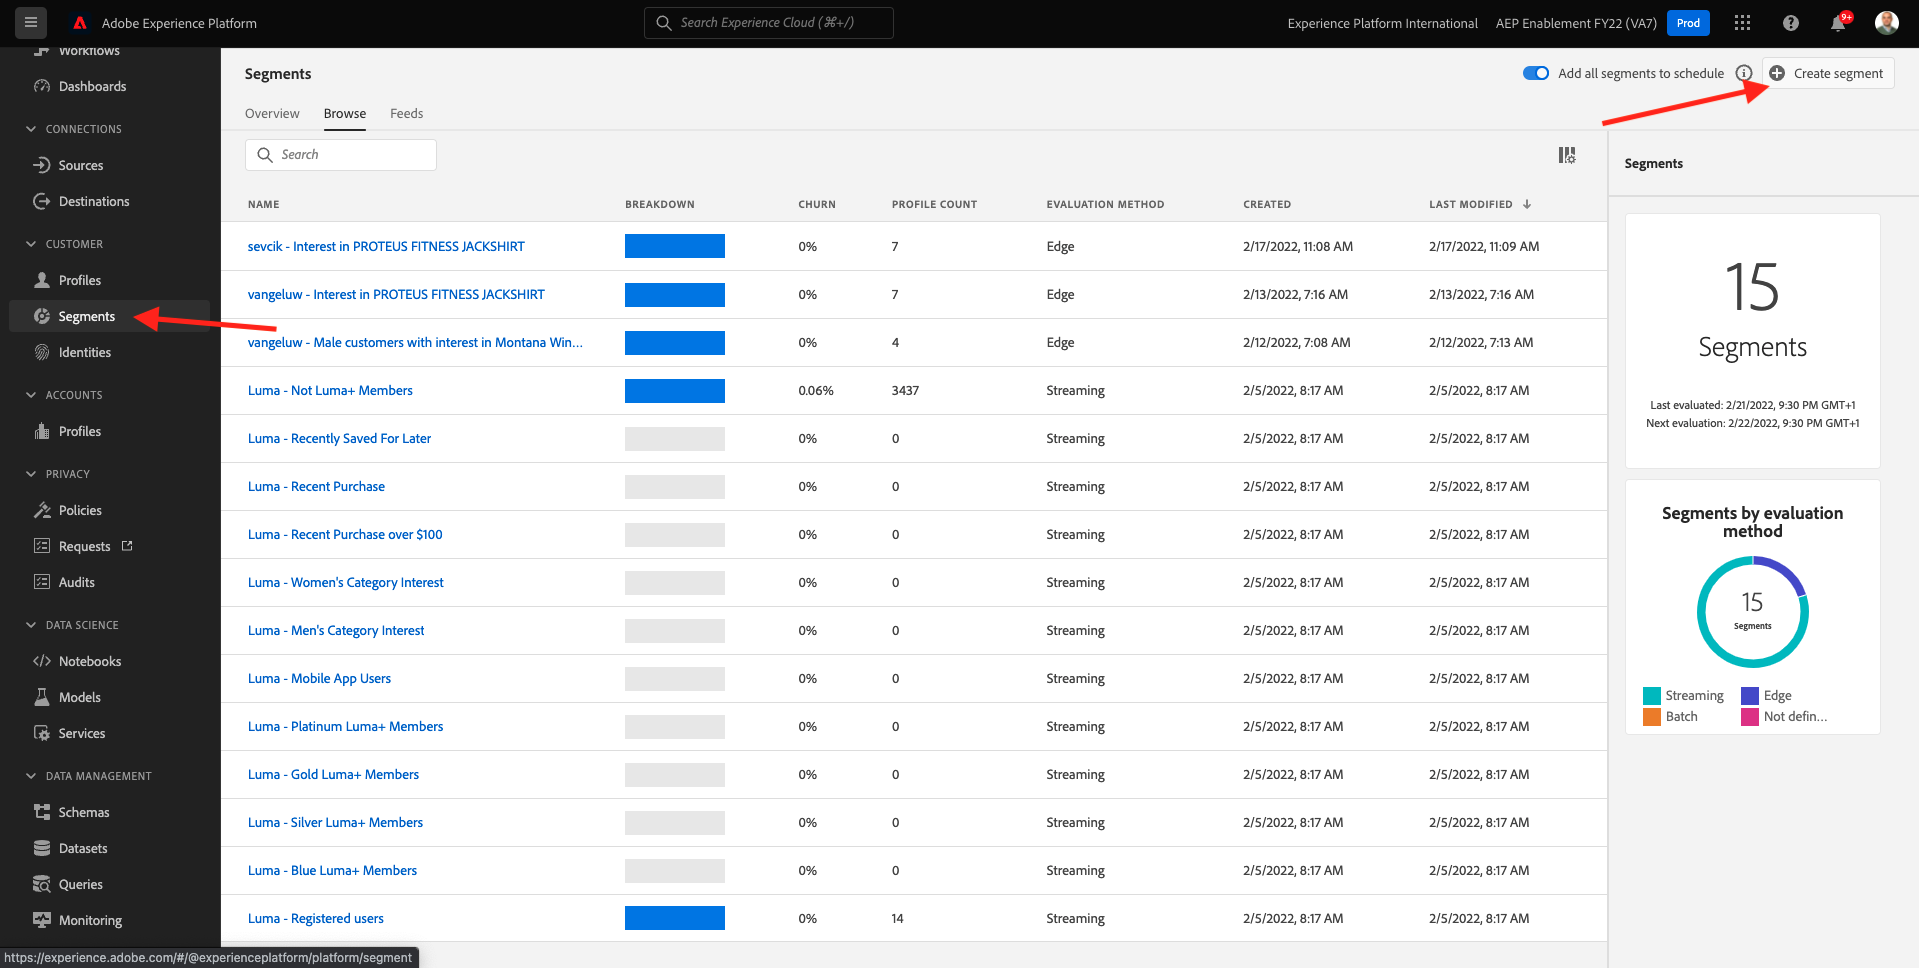 Adobe Experience Platform
Search Experience Cloud (⌘+/)
Experience Platform International
AEP Enablement FY22 (VA7)
Prod
9+
Workflows
Dashboards
CONNECTIONS
Sources
Destinations
CUSTOMER
Profiles
Segments
Identities
ACCOUNTS
Profiles
PRIVACY
Policies
Requests
Audits
DATA SCIENCE
Notebooks
Models
Services
DATA MANAGEMENT
Schemas
Datasets
Queries
Monitoring
https://experience.adobe.com/#/@experienceplatform/platform/segment
Segments
Add all segments to schedule
Create segment
Overview Browse Feeds
Search
NAME BREAKDOWN CHURN PROFILE COUNT EVALUATION METHOD CREATED LAST MODIFIED ↓
sevcik - Interest in PROTEUS FITNESS JACKSHIRT 0% 7 Edge 2/17/2022, 11:08 AM 2/17/2022, 11:09 AM
vangeluw - Interest in PROTEUS FITNESS JACKSHIRT 0% 7 Edge 2/13/2022, 7:16 AM 2/13/2022, 7:16 AM
vangeluw - Male customers with interest in Montana Win... 0% 4 Edge 2/12/2022, 7:08 AM 2/12/2022, 7:13 AM
Luma - Not Luma+ Members 0.06% 3437 Streaming 2/5/2022, 8:17 AM 2/5/2022, 8:17 AM
Luma - Recently Saved For Later 0% 0 Streaming 2/5/2022, 8:17 AM 2/5/2022, 8:17 AM
Luma - Recent Purchase 0% 0 Streaming 2/5/2022, 8:17 AM 2/5/2022, 8:17 AM
Luma - Recent Purchase over $100 0% 0 Streaming 2/5/2022, 8:17 AM 2/5/2022, 8:17 AM
Luma - Women's Category Interest 0% 0 Streaming 2/5/2022, 8:17 AM 2/5/2022, 8:17 AM
Luma - Men's Category Interest 0% 0 Streaming 2/5/2022, 8:17 AM 2/5/2022, 8:17 AM
Luma - Mobile App Users 0% 0 Streaming 2/5/2022, 8:17 AM 2/5/2022, 8:17 AM
Luma - Platinum Luma+ Members 0% 0 Streaming 2/5/2022, 8:17 AM 2/5/2022, 8:17 AM
Luma - Gold Luma+ Members 0% 0 Streaming 2/5/2022, 8:17 AM 2/5/2022, 8:17 AM
Luma - Silver Luma+ Members 0% 0 Streaming 2/5/2022, 8:17 AM 2/5/2022, 8:17 AM
Luma - Blue Luma+ Members 0% 0 Streaming 2/5/2022, 8:17 AM 2/5/2022, 8:17 AM
Luma - Registered users 0% 14 Streaming 2/5/2022, 8:17 AM 2/5/2022, 8:17 AM
Segments
15
Segments
Last evaluated: 2/21/2022, 9:30 PM GMT+1
Next evaluation: 2/22/2022, 9:30 PM GMT+1
Segments by evaluation
method
15
Segments
Streaming Edge
Batch Not defin...